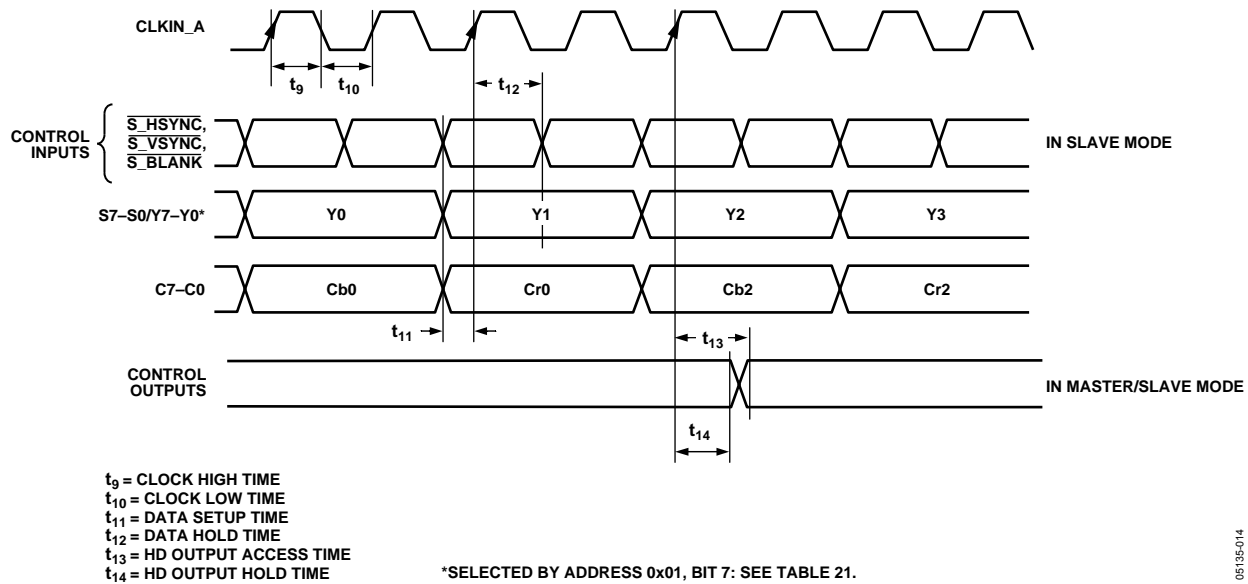 CLKIN_A
t9
t10
t12
CONTROL
INPUTS
S_HSYNC,
S_VSYNC,
S_BLANK
IN SLAVE MODE
S7–S0/Y7–Y0*
Y0
Y1
Y2
Y3
C7–C0
Cb0
Cr0
Cb2
Cr2
t11
t13
CONTROL
OUTPUTS
IN MASTER/SLAVE MODE
t14
t9 = CLOCK HIGH TIME
t10 = CLOCK LOW TIME
t11 = DATA SETUP TIME
t12 = DATA HOLD TIME
t13 = HD OUTPUT ACCESS TIME
t14 = HD OUTPUT HOLD TIME
*SELECTED BY ADDRESS 0x01, BIT 7: SEE TABLE 21.
05135-014